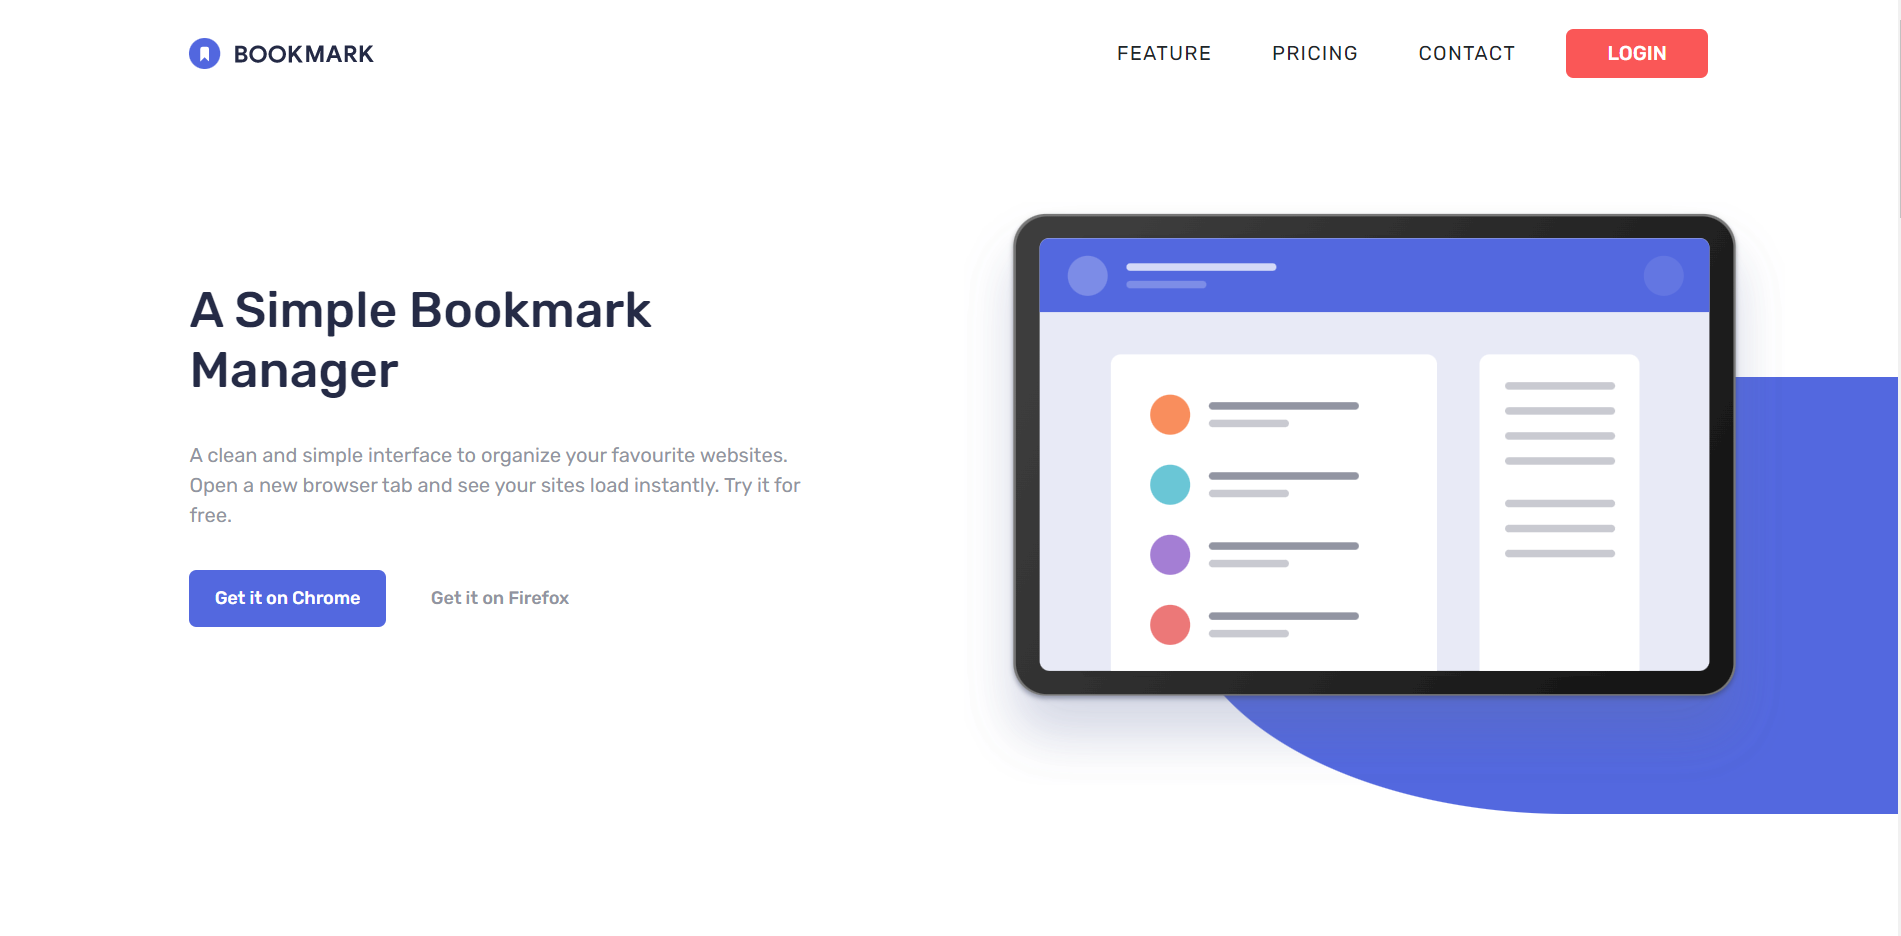 BOOKMARK
FEATURE PRICING CONTACT LOGIN
A Simple Bookmark
Manager
A clean and simple interface to organize your favourite websites.
Open a new browser tab and see your sites load instantly. Try it for
free.
Get it on Chrome Get it on Firefox